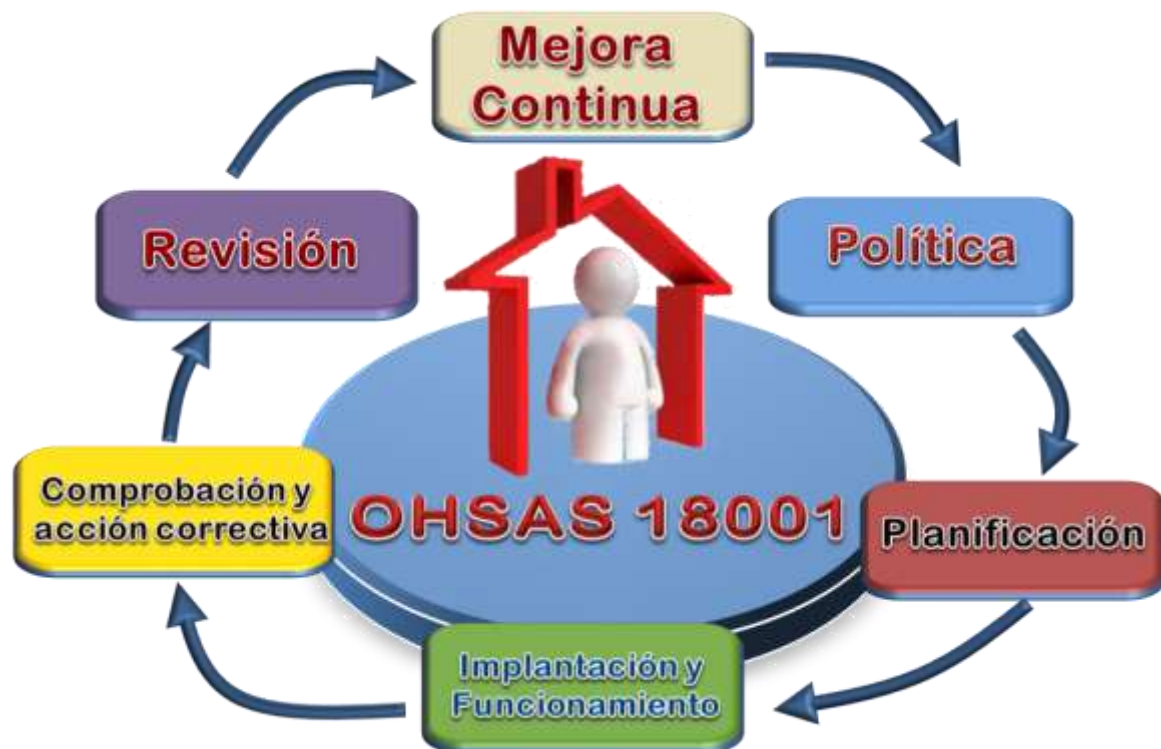 Mejora
Continua
Política
Planificación
Implantación y
Funcionamiento
Comprobación y
acción correctiva
Revisión
OHSAS 18001